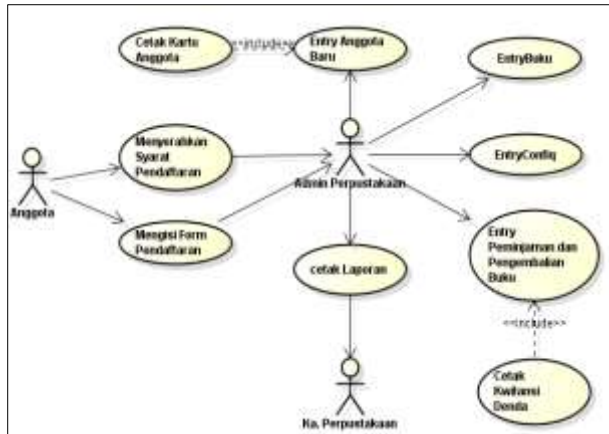 Cetak Kartu
Anggota
<<include>>
Entry Anggota
Baru
EntryBuku
Menyerahkan
Syarat
Pendaftaran
Admin Perpustakaan
EntryConfiq
Anggota
Mengisi Form
Pendaftaran
cetak Laporan
Entry
Peminjaman dan
Pengembalian
Buku
<<include>>
Cetak
Kwitansi
Denda
Ka. Perpustakaan